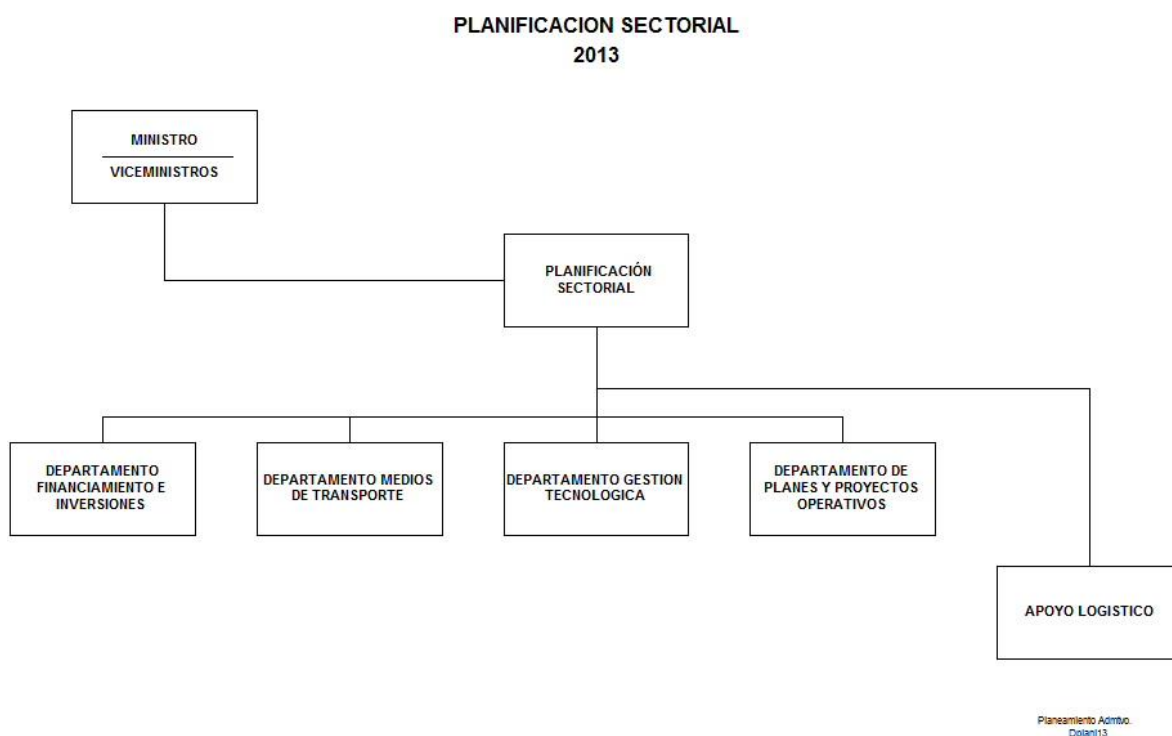 PLANIFICACION SECTORIAL
2013
MINISTRO
VICEMINISTROS
PLANIFICACIÓN
SECTORIAL
DEPARTAMENTO
FINANCIAMIENTO E
INVERSIONES
DEPARTAMENTO MEDIOS
DE TRANSPORTE
DEPARTAMENTO GESTION
TECNOLOGICA
DEPARTAMENTO DE
PLANES Y PROYECTOS
OPERATIVOS
APOYO LOGISTICO
Planeamiento Admtvo.
Dplani13